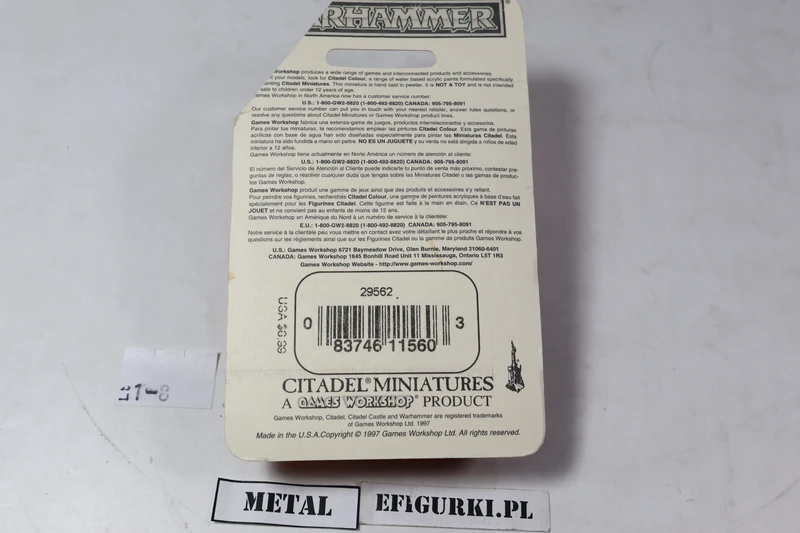 WARHAMMER ®
Workshop produces a wide range of games and interconnected products and accessories.
your models, look for Citadel Colour, a range of water based acrylic paints formulated specifically
Citadel Miniatures. This miniature is hand cast in pewter. It is NOT A TOY and is not intended
sale to children under 12 years of age.
Games Workshop in North America now has a customer service number:
U.S.: 1-800-GW2-8820 (1-800-492-8820) CANADA: 905-795-8091
Our customer service number can put you in touch with your nearest retailer, answer rules questions, or
resolve any questions about Citadel Miniatures or Games Workshop product lines.
Games Workshop fabrica una extensa-gama de juegos, productos interrelacionados y accesorios.
Para pintar tus miniaturas, te recomendamos emplear las pinturas Citadel Colour. Esta gama de pinturas
acrílicas con base de agua han sido diseñadas especialmente para pintar las Miniaturas Citadel. Esta
miniatura ha sido fundida a mano en peltre. NO ES UN JUGUETE y su venta no está dirigida a niños de edad
inferior a 12 años.
Games Workshop tiene actualmente en Norte América un número de atención al cliente:
U.S.: 1-800-GW2-8820 (1-800-492-8820) CANADA: 905-795-8091
El número del Servicio de Atención al Cliente puede indicarte tu punto de venta más proximo, contestar pre-
guntas de reglas, o resolver cualquier duda que tengas sobre las Miniaturas Citadel o las gamas de produc-
tos Games Workshop.
Games Workshop produit une gamme de jeux ainsi que des produits et accessoires s'y reliant.
Pour peindre vos figurines, recherchés Citadel Colour, une gamme de peintures acryliques à base d'eau fait
spécialement pour les Figurines Citadel. Cette figurine est faite à la main en étain. Ce N'EST PAS UN
JOUET et ne convient pas au enfants de moins de 12 ans.
Games Workshop en Amérique du Nord à un numéro de service à la clientèle:
E.U.: 1-800-GW2-8820 (1-800-492-8820) CANADA: 905-795-8091
Notre service à la clientèle peu vous mettre en contact avec votre détaillant le plus proche et répondre à vos
questions sur les règlements ainsi que sur les Figurines Citadel ou la gamme de produits Games Workshop.
U.S.: Games Workshop 6721 Baymeadow Drive, Glen Burnie, Maryland 21060-6401
CANADA: Games Workshop 1645 Bonhill Road Unit 11 Mississauga, Ontario L5T 1R3
Games Workshop Website - http://www.games-workshop.com/
29562
0 83746 11560 3
CITADEL® MINIATURES
A GAMES WORKSHOP® PRODUCT
Games Workshop, Citadel, Citadel Castle and Warhammer are registered trademarks
of Games Workshop Ltd. 1997
Made in the U.S.A. Copyright © 1997 Games Workshop Ltd. All rights reserved.
METAL
EFIGURKI.PL